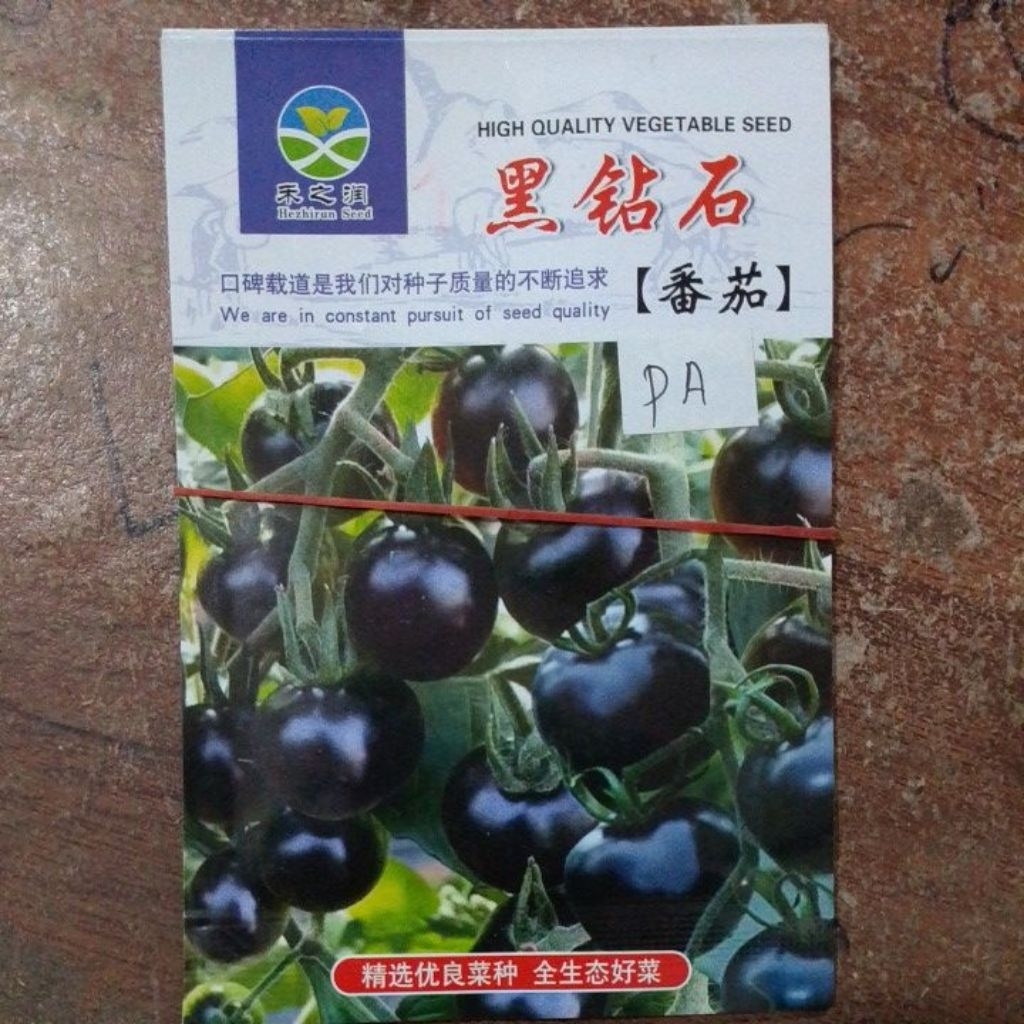 禾之润
Hezhirun Seed
HIGH QUALITY VEGETABLE SEED
黑钻石
口碑载道是我们对种子质量的不断追求
We are in constant pursuit of seed quality
【番茄】
PA
精选优良菜种 全生态好菜